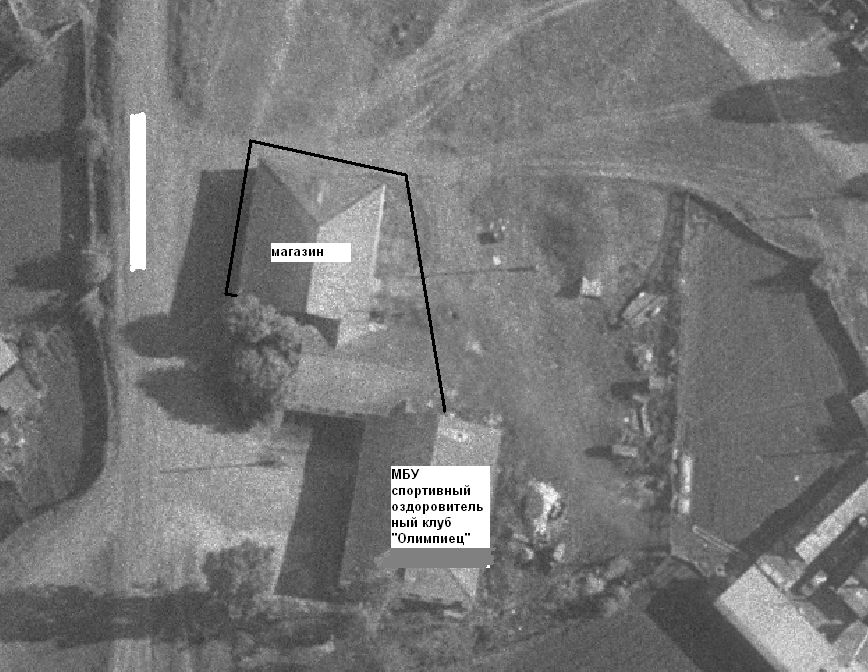 магазин
МБУ
спортивный
оздоровитель
ный клуб
"Олимпиец"